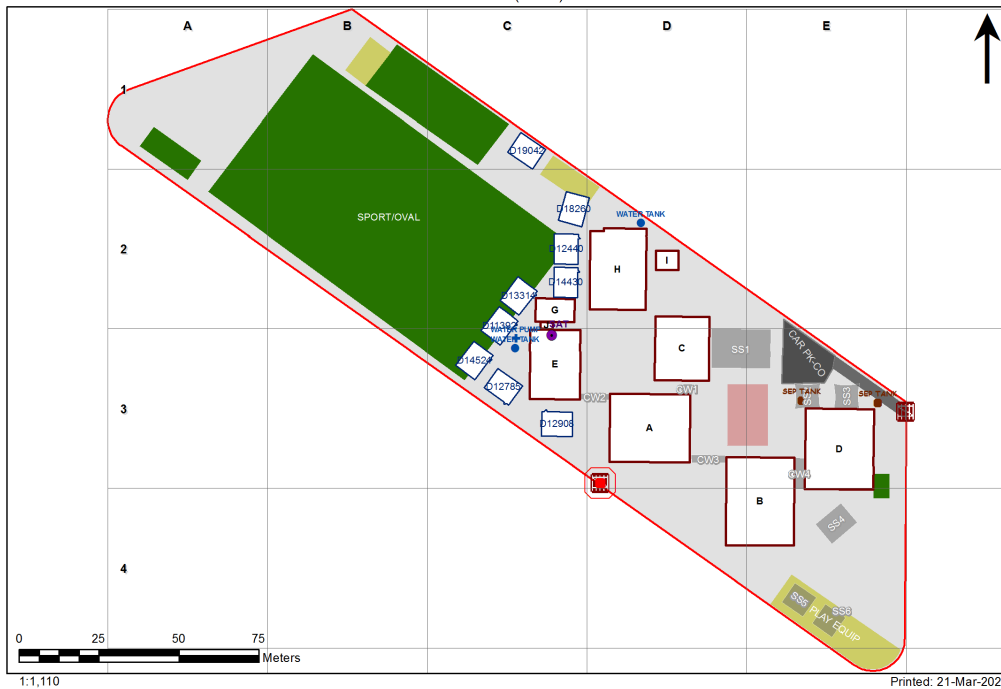 A B C D E
1
D19042
D18260
WATER TANK
SPORT/OVAL
2
D12440
H
I
D14430
D13314
G
D11392
WATER PUMP
WATER TANK
SS1
CAR PK-CO
C
D14524
E
D12785
CW1
SEP TANK
SS3
SEP TANK
CW2
3
D12908
A
D
CW3
CW4
B
SS4
4
SS5
SS6
PLAY EQUIP
0 25 50 75
Meters
1:1,110
Printed: 21-Mar-202